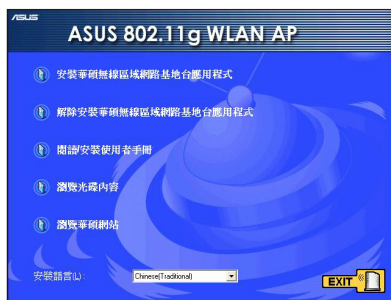 ASUS
ASUS 802.11g WLAN AP
安裝華碩無線區域網路基地台應用程式
解除安裝華碩無線區域網路基地台應用程式
閱讀/安裝使用者手冊
瀏覽光碟內容
瀏覽華碩網站
安裝語言(L):
Chinese(Traditional)
EXIT